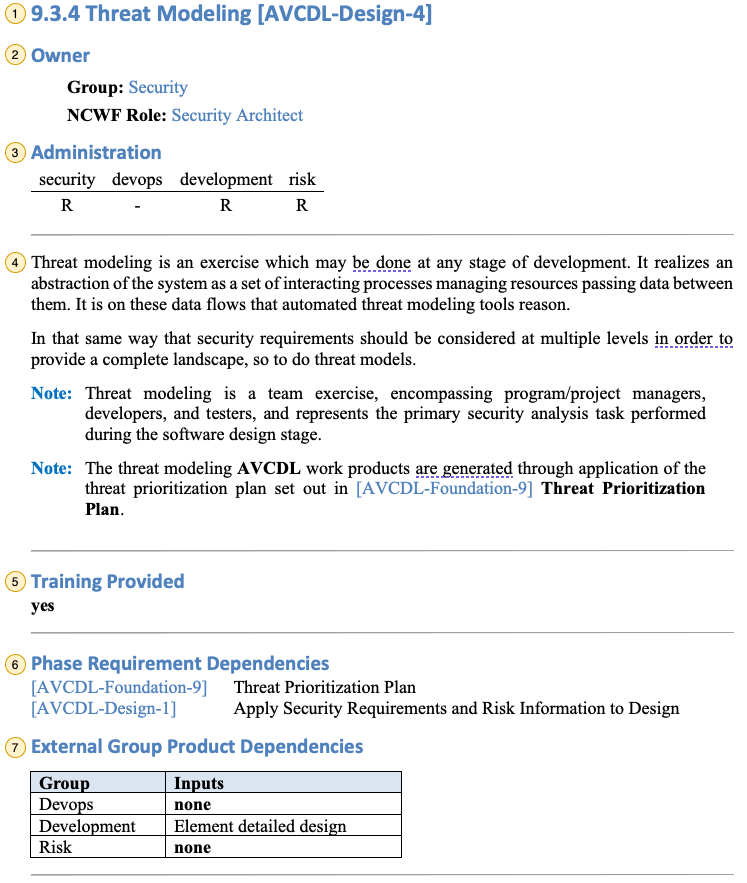 1 9.3.4 Threat Modeling [AVCDL-Design-4]
2 Owner
Group: Security
NCWF Role: Security Architect
3 Administration
security devops development risk
R - R R
4 Threat modeling is an exercise which may be done at any stage of development. It realizes an
abstraction of the system as a set of interacting processes managing resources passing data between
them. It is on these data flows that automated threat modeling tools reason.
In that same way that security requirements should be considered at multiple levels in order to
provide a complete landscape, so to do threat models.
Note: Threat modeling is a team exercise, encompassing program/project managers,
developers, and testers, and represents the primary security analysis task performed
during the software design stage.
Note: The threat modeling AVCDL work products are generated through application of the
threat prioritization plan set out in [AVCDL-Foundation-9] Threat Prioritization
Plan.
5 Training Provided
yes
6 Phase Requirement Dependencies
[AVCDL-Foundation-9] Threat Prioritization Plan
[AVCDL-Design-1] Apply Security Requirements and Risk Information to Design
7 External Group Product Dependencies
Group Inputs
Devops none
Development Element detailed design
Risk none